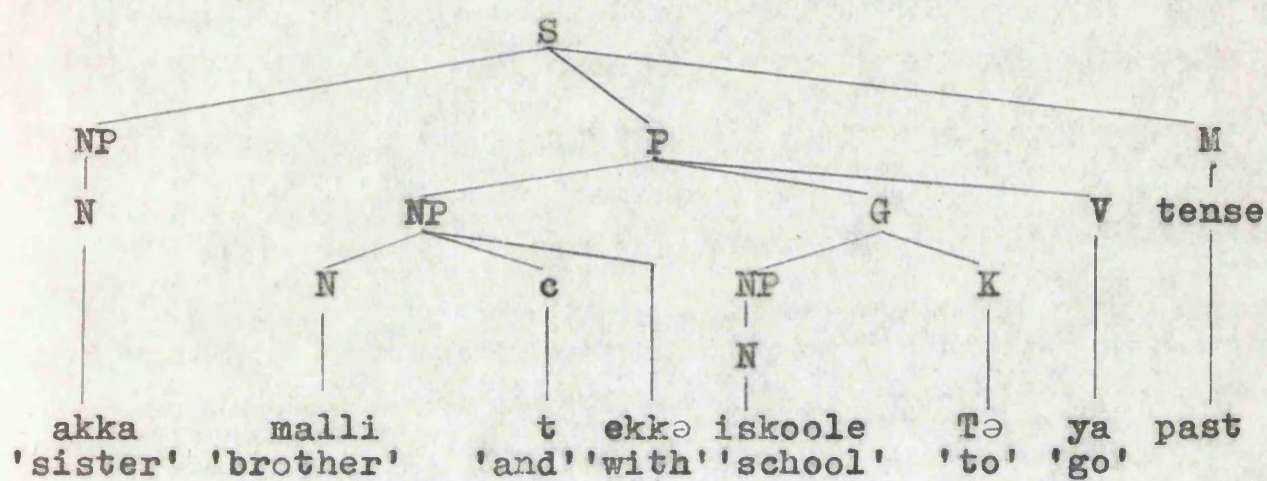 S
NP P M
N NP G V tense
N c NP K
N
akka malli t ekkə iskoole Tə ya past
'sister' 'brother' 'and' 'with' 'school' 'to' 'go'